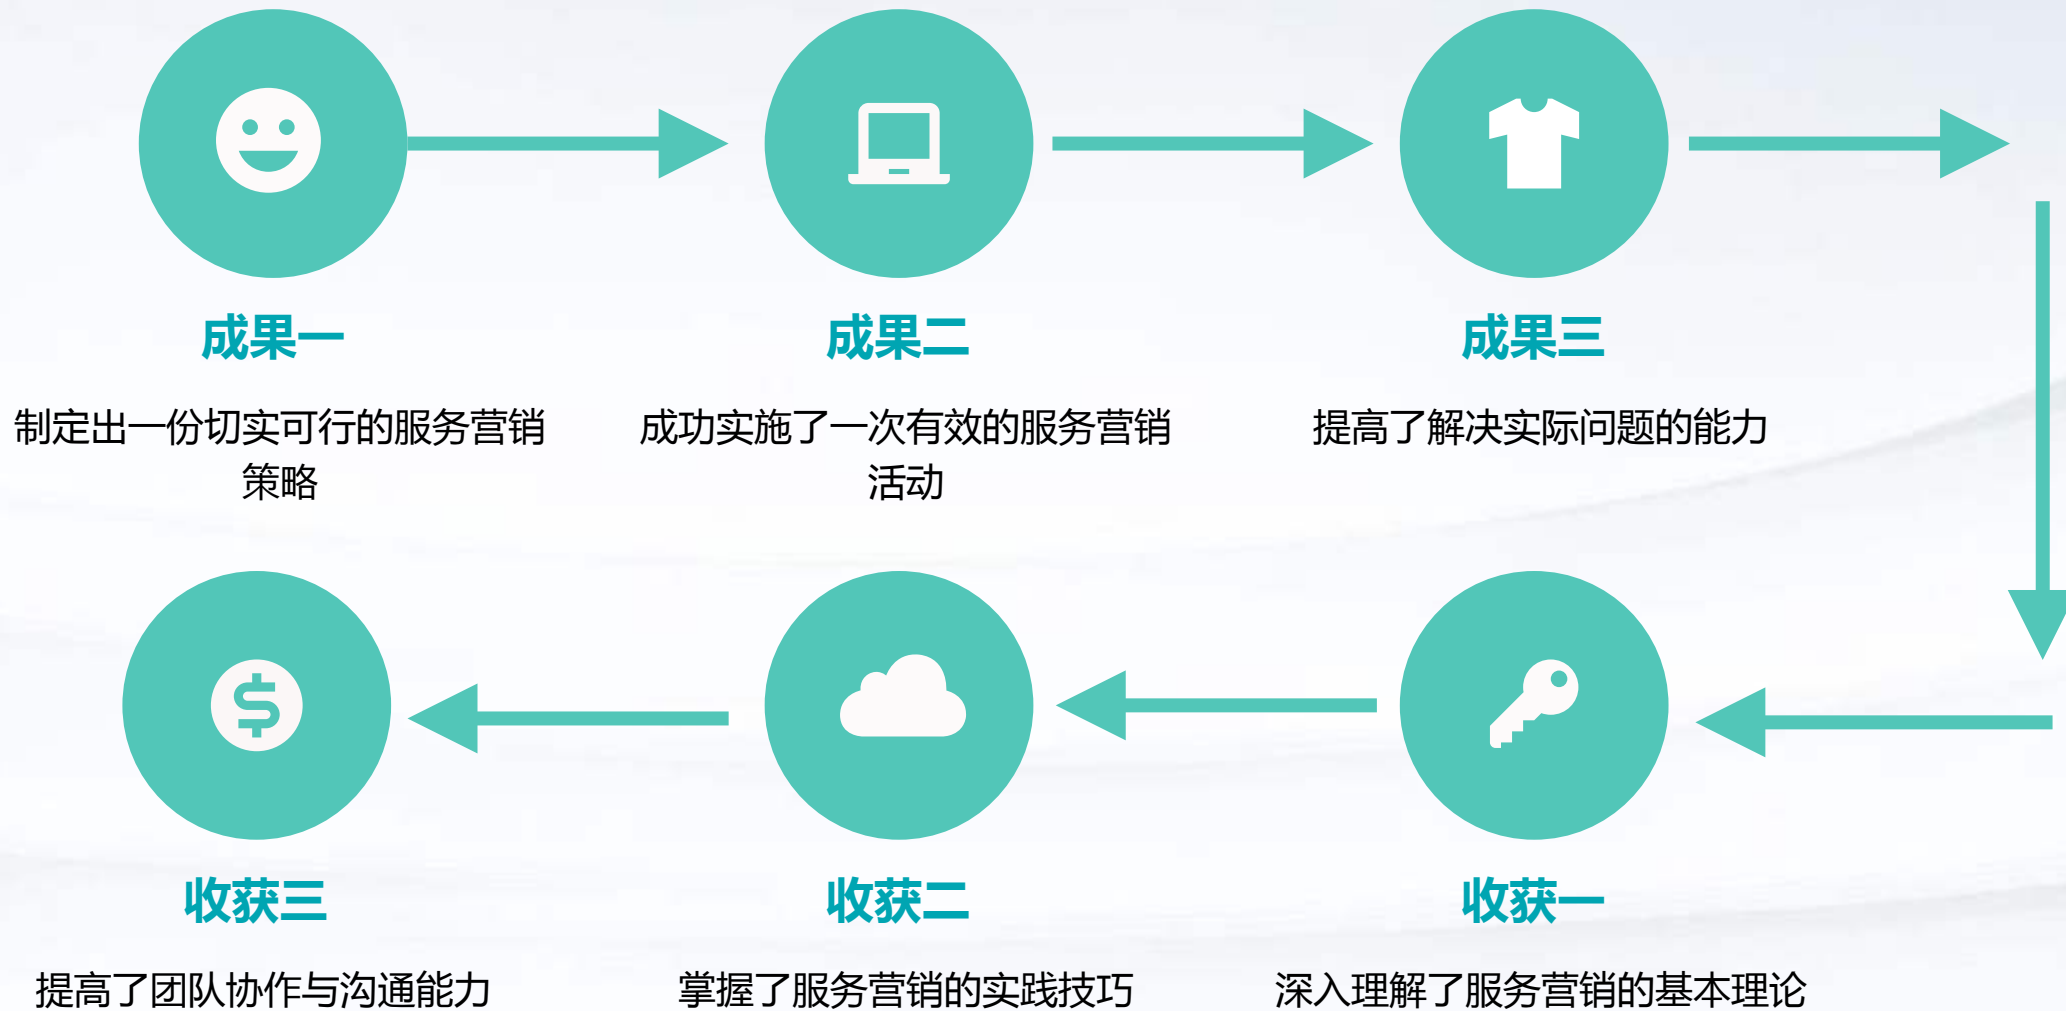 成果一
制定出一份切实可行的服务营销
策略
成果二
成功实施了一次有效的服务营销
活动
成果三
提高了解决实际问题的能力
收获一
深入理解了服务营销的基本理论
收获二
掌握了服务营销的实践技巧
收获三
提高了团队协作与沟通能力